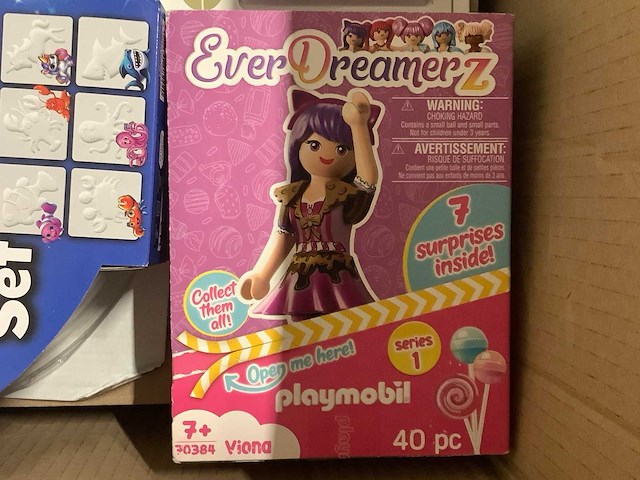 EverDreamerz
WARNING:
CHOKING HAZARD
Contains a small ball and small parts.
Not for children under 3 years.
AVERTISSEMENT:
RISQUE DE SUFFOCATION
Contient une petite balle et de petites pièces.
Ne convient pas aux enfants de moins de 3 ans.
7
surprises
inside!
Collect
them
all!
Open me here!
series
1
playmobil
7+
70384 Viona
40 pc
Set